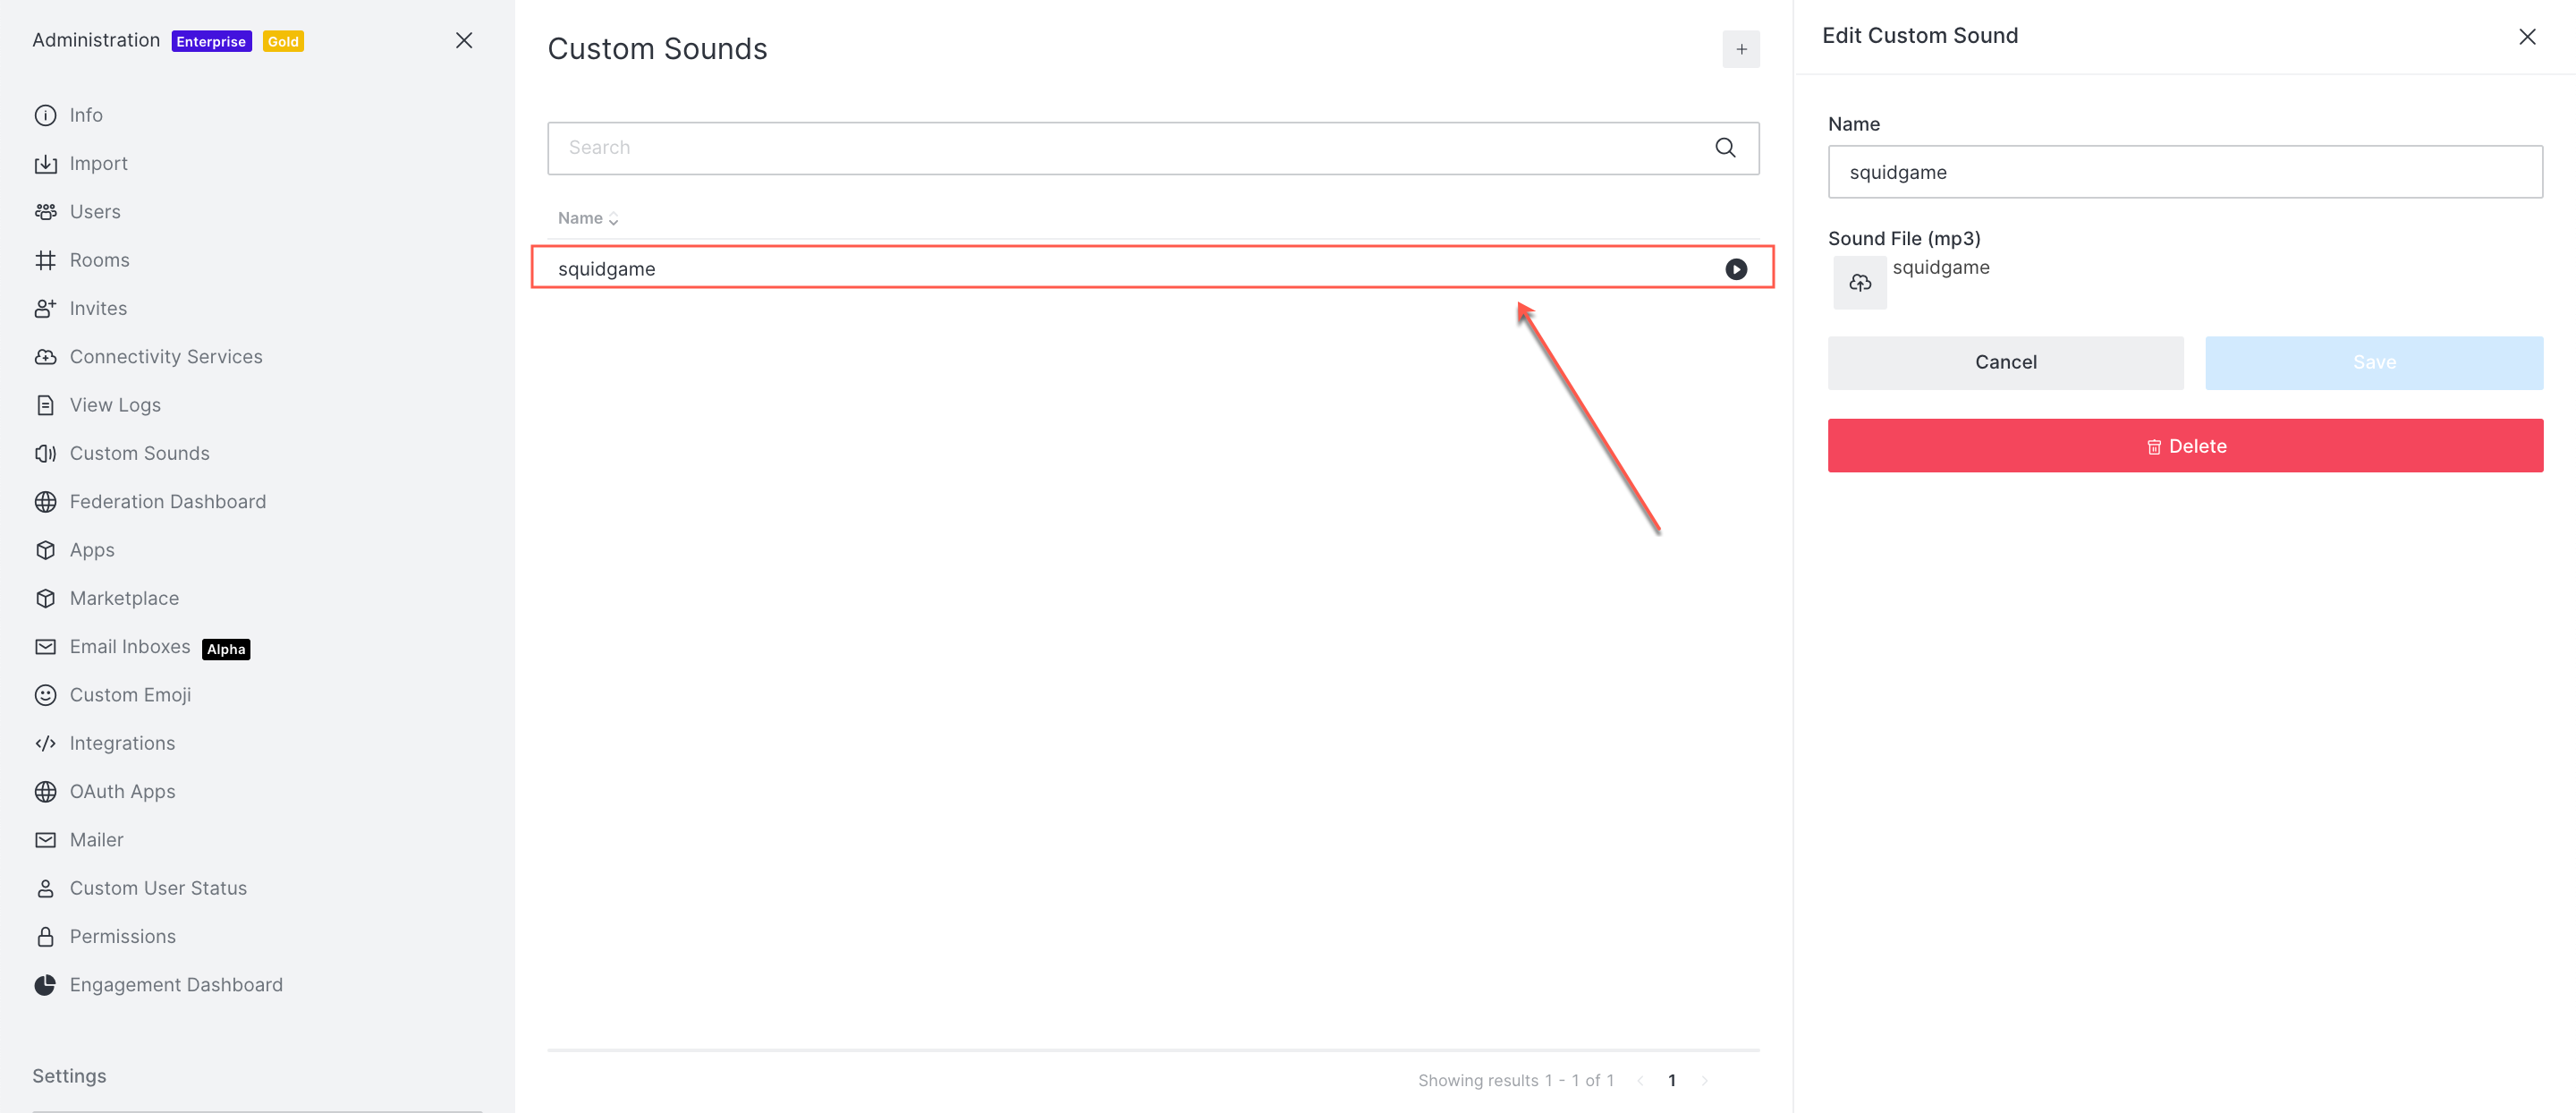 Administration Enterprise Gold
Info
Import
Users
Rooms
Invites
Connectivity Services
View Logs
Custom Sounds
Federation Dashboard
Apps
Marketplace
Email Inboxes Alpha
Custom Emoji
Integrations
OAuth Apps
Mailer
Custom User Status
Permissions
Engagement Dashboard
Settings
Custom Sounds
Search
Name
squidgame
Showing results 1 - 1 of 1
1
Edit Custom Sound
Name
squidgame
Sound File (mp3)
squidgame
Cancel
Save
Delete